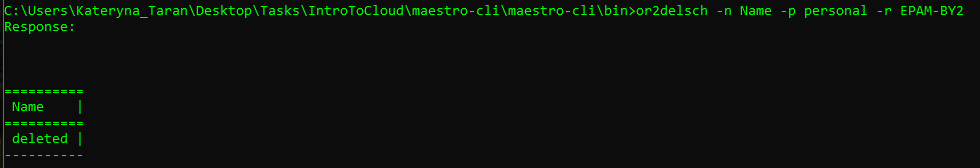 C:\Users\Kateryna_Taran\Desktop\Tasks\IntroToCloud\maestro-cli\maestro-cli\bin>or2delsch -n Name -p personal -r EPAM-BY2
Response:
==========
 Name    |
==========
 deleted |
----------